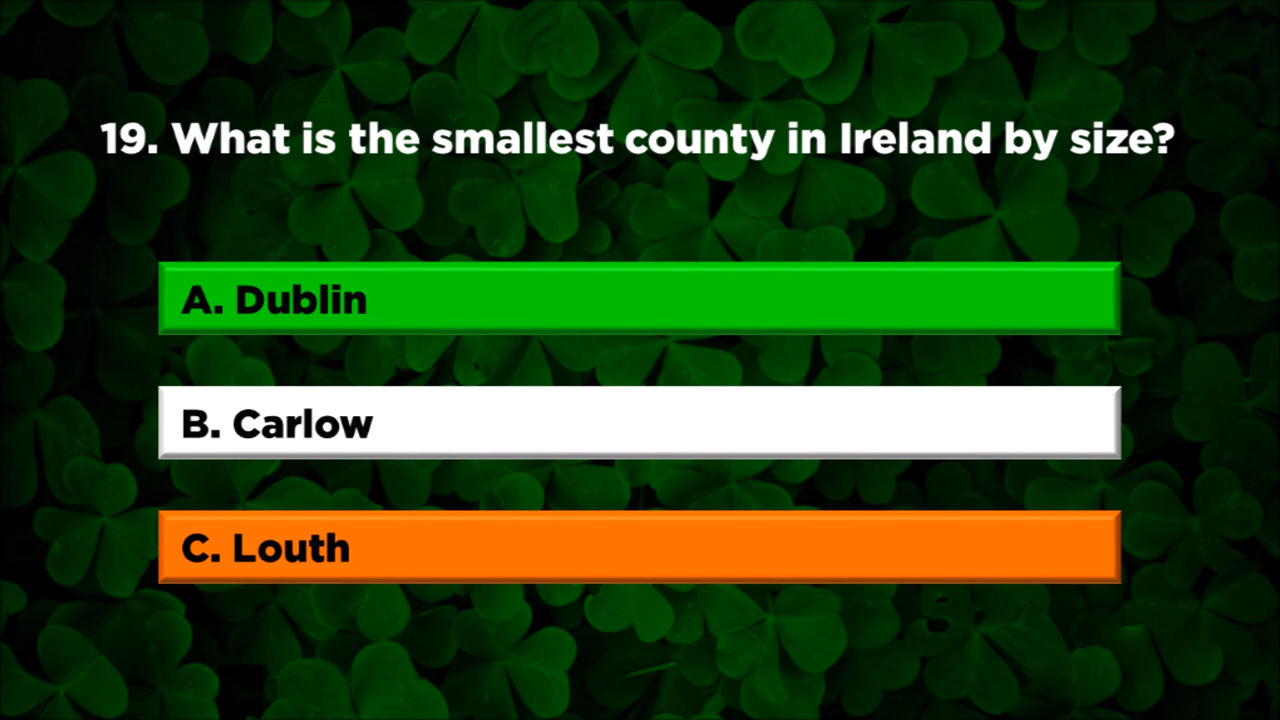 19. What is the smallest county in Ireland by size?
A. Dublin
B. Carlow
C. Louth